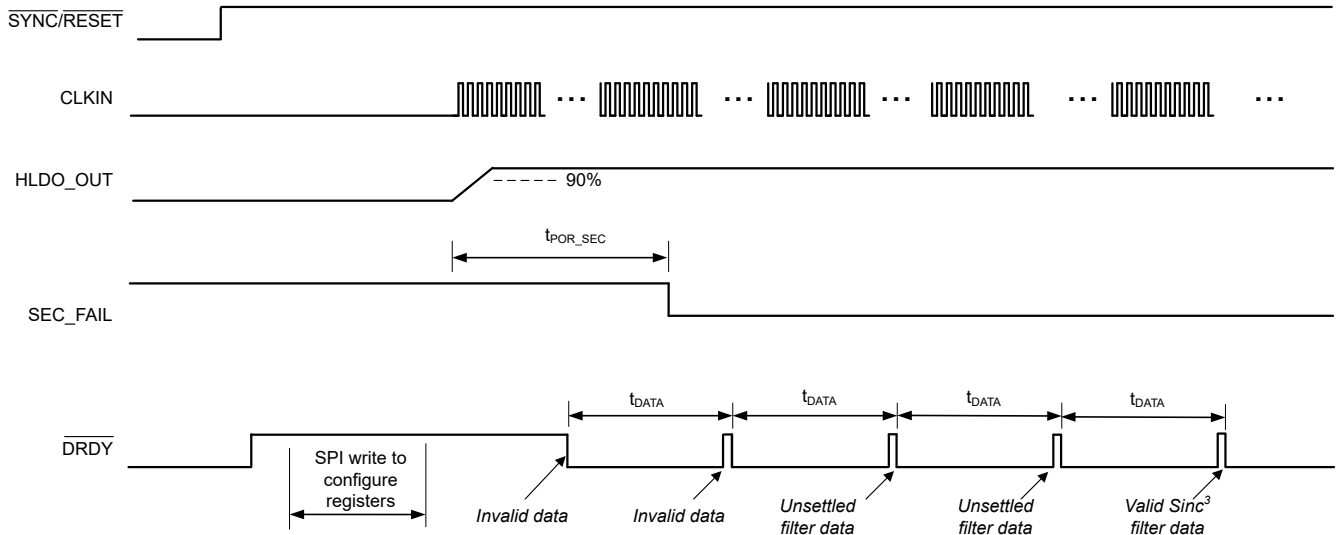 SYNC/RESET
CLKIN
... ... ... ... ...
HLDO_OUT
90%
tPOR_SEC
SEC_FAIL
tDATA
tDATA
tDATA
tDATA
DRDY
SPI write to
configure
registers
Invalid data
Invalid data
Unsettled
filter data
Unsettled
filter data
Valid Sinc³
filter data